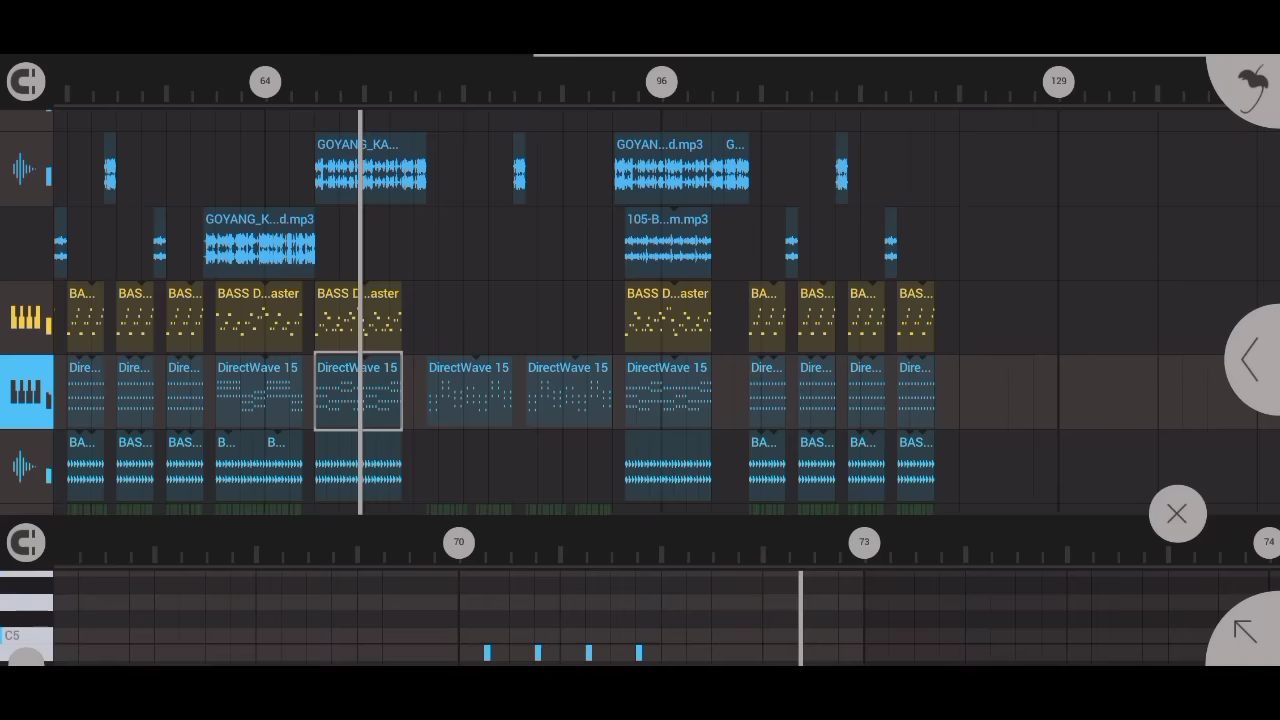 64 96 129
GOYANG_KA... GOYAN...d.mp3 G...
GOYANG_K...d.mp3 105-B...m.mp3
BA... BAS... BAS... BASS D...aster BASS D...aster BASS D...aster BA... BAS... BA... BAS...
Dire... Dire... Dire... DirectWave 15 DirectWave 15 DirectWave 15 DirectWave 15 DirectWave 15 Dire... Dire... Dire... Dire...
BA... BAS... BAS... B... B... BA... BAS... BA... BAS...
70 73 74
C5